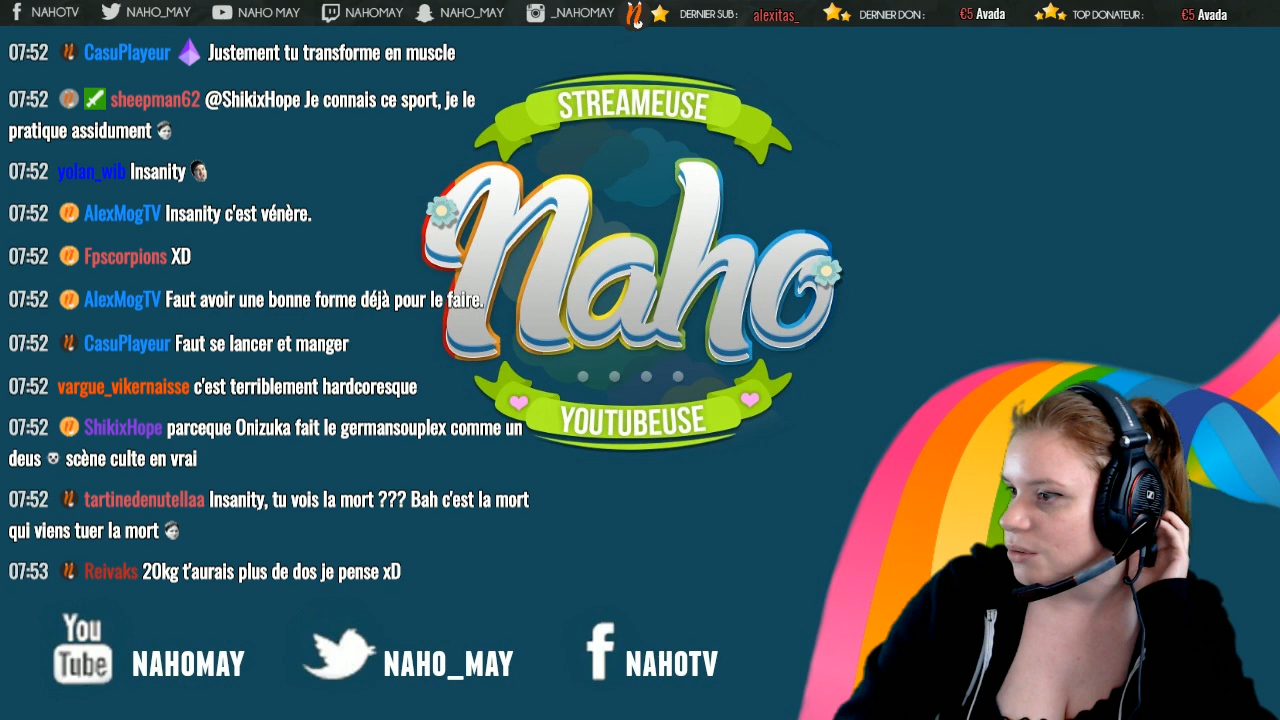 NAHOTV NAHO_MAY NAHO MAY NAHOMAY NAHO_MAY _NAHOMAY DERNIER SUB : alexitas_ DERNIER DON : €5 Avada TOP DONATEUR : €5 Avada
07:52 CasuPlayeur Justement tu transforme en muscle
07:52 sheepman62 @ShikixHope Je connais ce sport, je le
pratique assidument
07:52 yolan_wib Insanity
07:52 AlexMogTV Insanity c'est vénère.
07:52 Fpscorpions XD
07:52 AlexMogTV Faut avoir une bonne forme déjà pour le faire.
07:52 CasuPlayeur Faut se lancer et manger
07:52 vargue_vikernaisse c'est terriblement hardcoresque
07:52 ShikixHope parceque Onizuka fait le germansouplex comme un
deus scène culte en vrai
07:52 tartinedenutellaa Insanity, tu vois la mort ??? Bah c'est la mort
qui viens tuer la mort
07:53 Reivaks 20kg t'aurais plus de dos je pense xD
STREAMEUSE
Naho
YOUTUBEUSE
You
Tube NAHOMAY NAHO_MAY NAHOTV